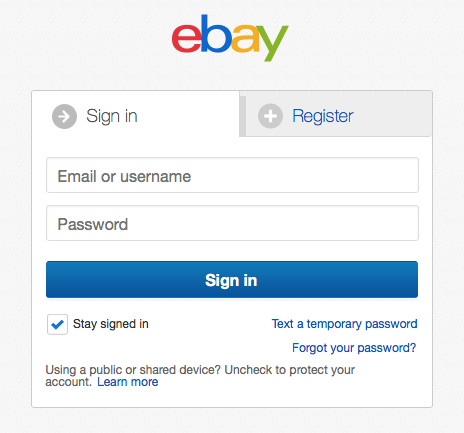 ebay
Sign in
Register
Email or username
Password
Sign in
Stay signed in
Text a temporary password
Forgot your password?
Using a public or shared device? Uncheck to protect your
account. Learn more